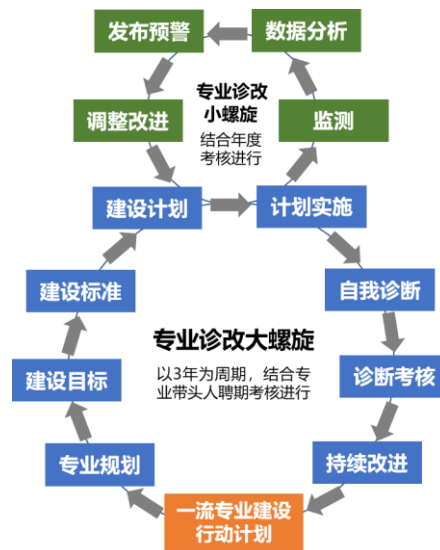 发布预警
数据分析
调整改进
专业诊改
小螺旋
结合年度
考核进行
监测
建设计划
计划实施
建设标准
自我诊断
专业诊改大螺旋
以3年为周期，结合专
业带头人聘期考核进行
建设目标
诊断考核
专业规划
持续改进
一流专业建设
行动计划